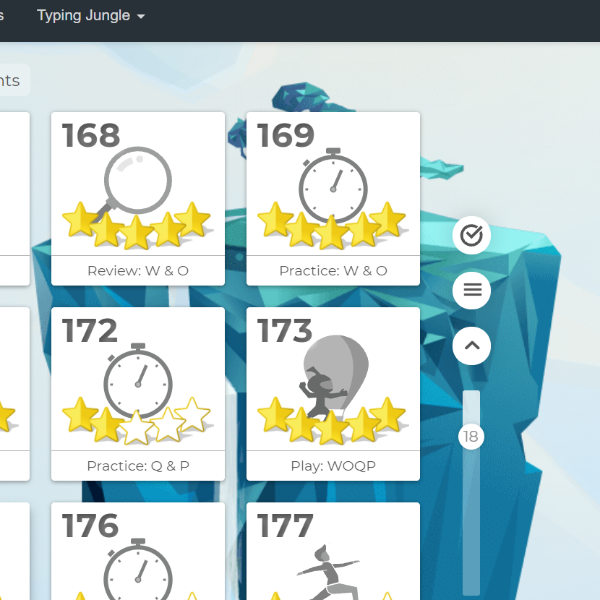 s Typing Jungle
nts
168
169
Review: W & O
Practice: W & O
172
173
18
Practice: Q & P
Play: WOQP
176
177